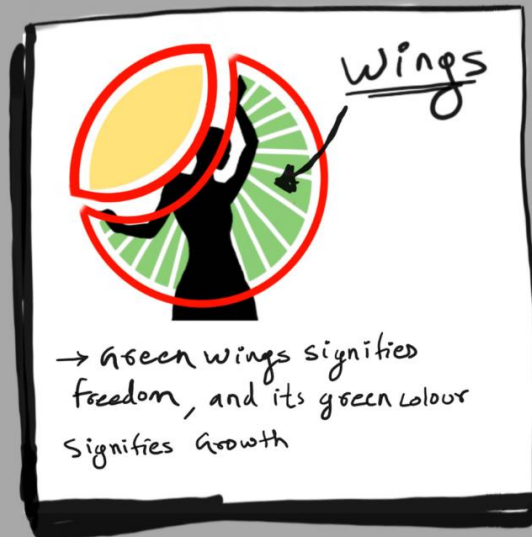 Wings
→ Green wings signifies
freedom, and its green colour
Signifies Growth